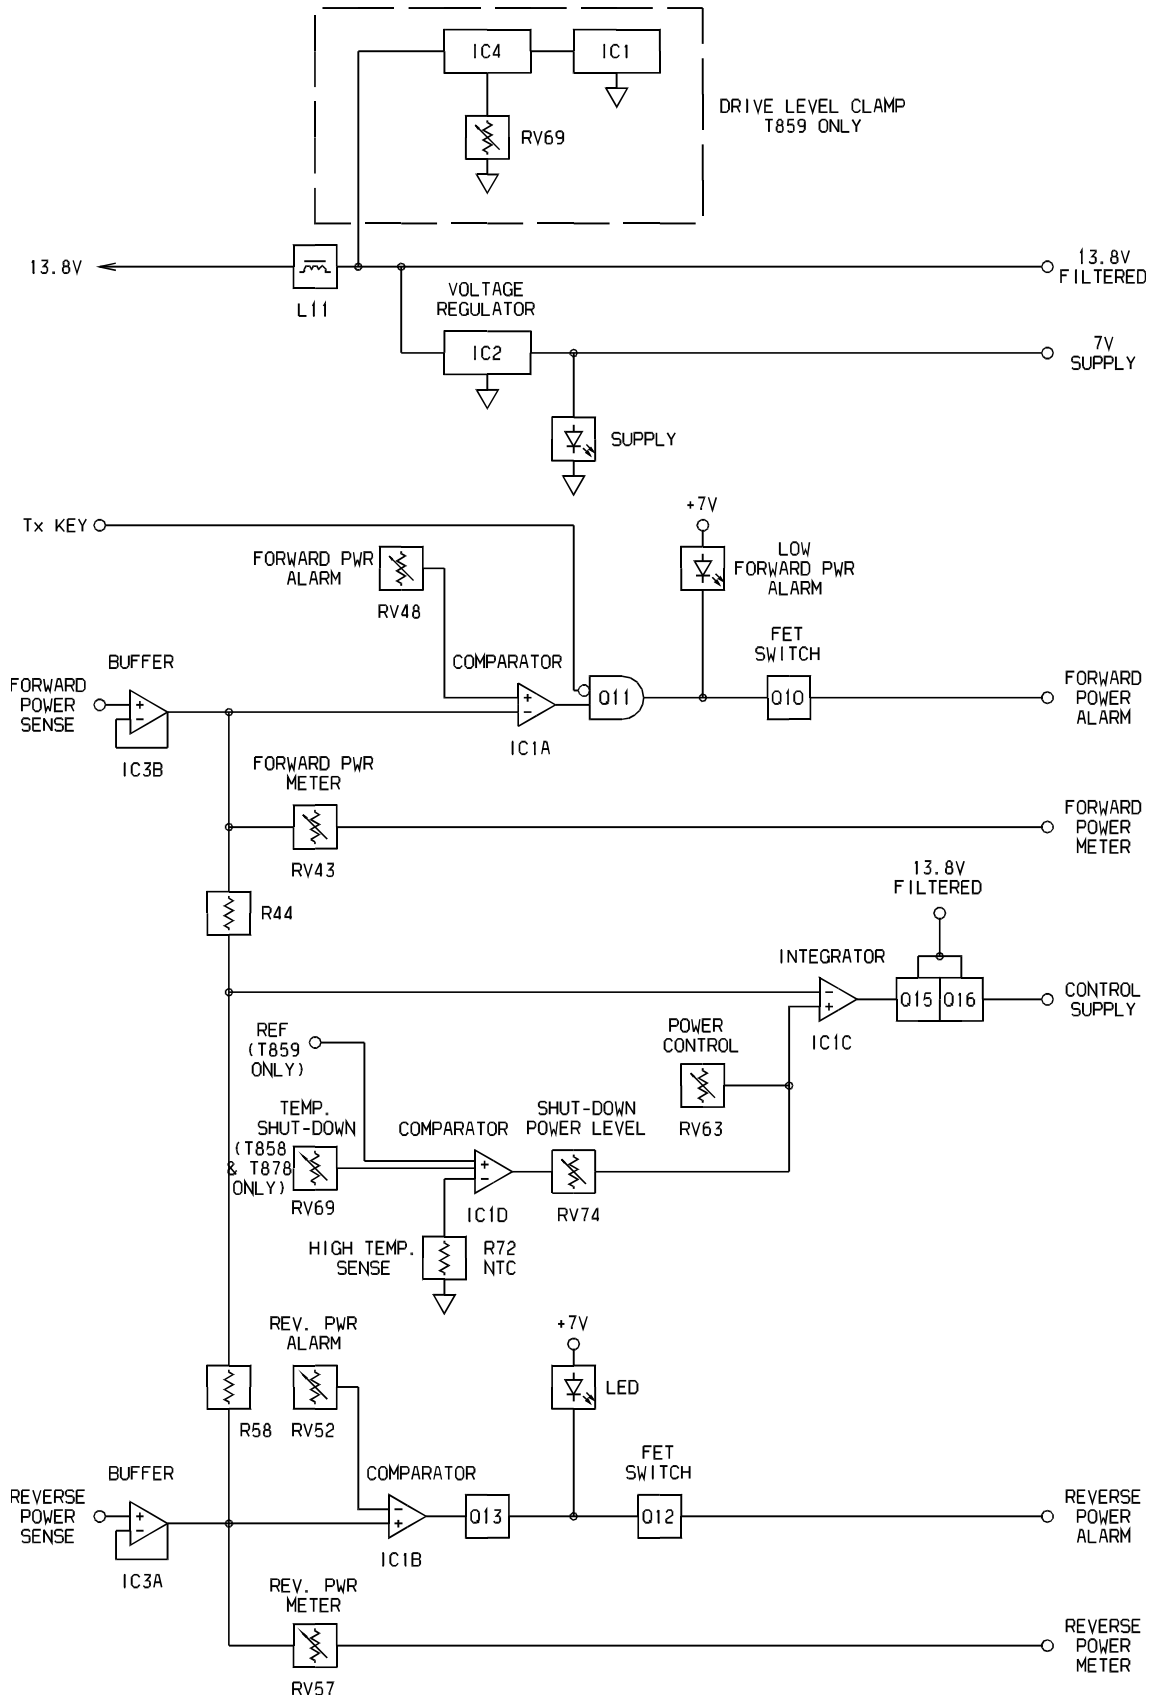 IC4
IC1
DRIVE LEVEL CLAMP
T859 ONLY
RV69
13.8V
L11
13.8V
FILTERED
VOLTAGE
REGULATOR
IC2
7V
SUPPLY
SUPPLY
+7V
Tx KEY
FORWARD PWR
ALARM
RV48
LOW
FORWARD PWR
ALARM
FET
SWITCH
BUFFER
COMPARATOR
FORWARD
POWER
SENSE
+
-
IC3B
+
-
IC1A
Q11
Q10
FORWARD
POWER
ALARM
FORWARD PWR
METER
RV43
FORWARD
POWER
METER
R44
13.8V
FILTERED
INTEGRATOR
-
+
IC1C
Q15
Q16
CONTROL
SUPPLY
REF
(T859
ONLY)
POWER
CONTROL
RV63
TEMP.
SHUT-DOWN
(T858
& T878
ONLY)
RV69
COMPARATOR
+
-
IC1D
SHUT-DOWN
POWER LEVEL
RV74
HIGH TEMP.
SENSE
R72
NTC
REV. PWR
ALARM
RV52
+7V
LED
R58
BUFFER
COMPARATOR
FET
SWITCH
REVERSE
POWER
SENSE
+
-
IC3A
-
+
IC1B
Q13
Q12
REVERSE
POWER
ALARM
REV. PWR
METER
RV57
REVERSE
POWER
METER